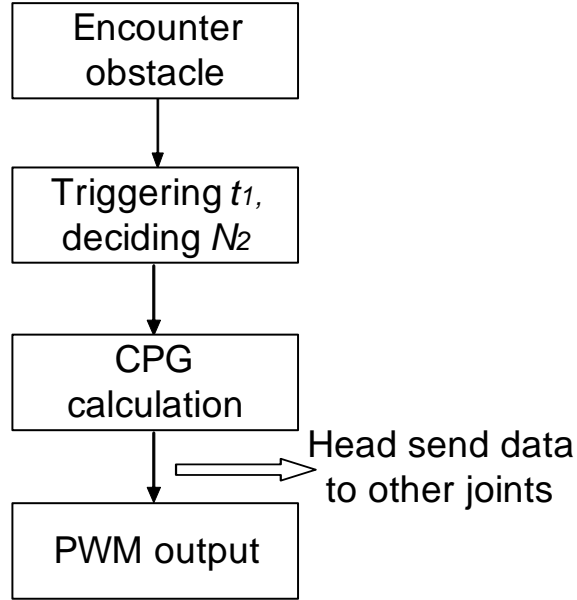 Encounter
obstacle
Triggering t1,
deciding N2
CPG
calculation
Head send data
to other joints
PWM output